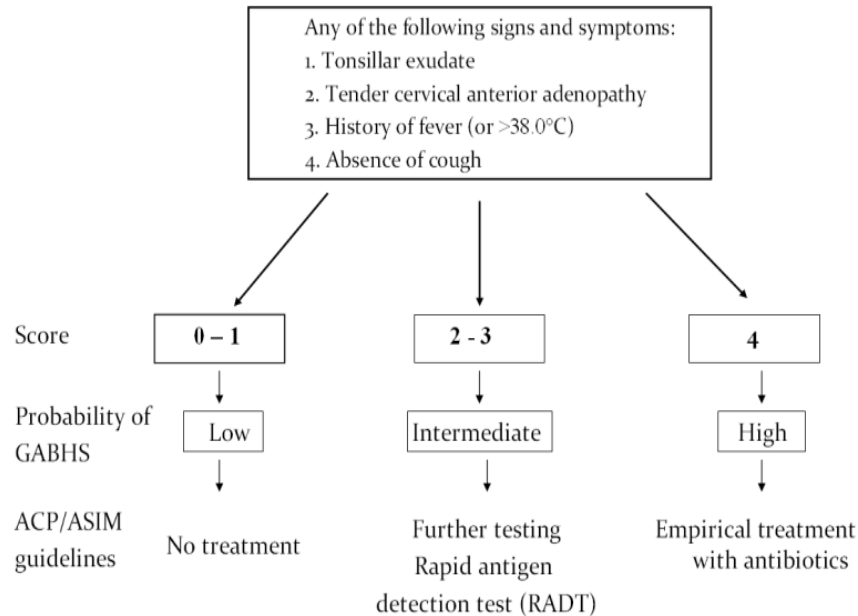 Any of the following signs and symptoms:
1. Tonsillar exudate
2. Tender cervical anterior adenopathy
3. History of fever (or >38.0°C)
4. Absence of cough
Score
0 – 1
2 - 3
4
Probability of
GABHS
Low
Intermediate
High
ACP/ASIM
guidelines
No treatment
Further testing
Rapid antigen
detection test (RADT)
Empirical treatment
with antibiotics